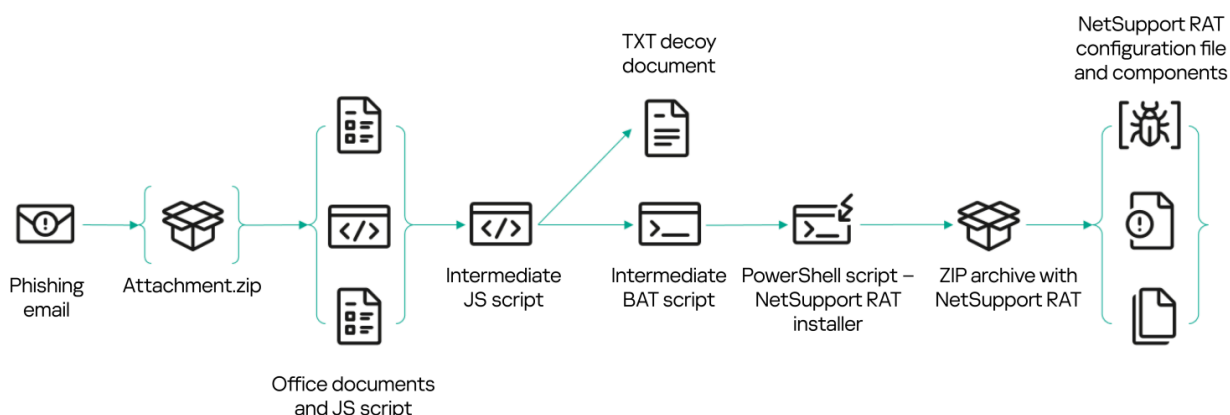 Phishing
email
Attachment.zip
Office documents
and JS script
Intermediate
JS script
TXT decoy
document
Intermediate
BAT script
PowerShell script –
NetSupport RAT
installer
ZIP archive with
NetSupport RAT
NetSupport RAT
configuration file
and components